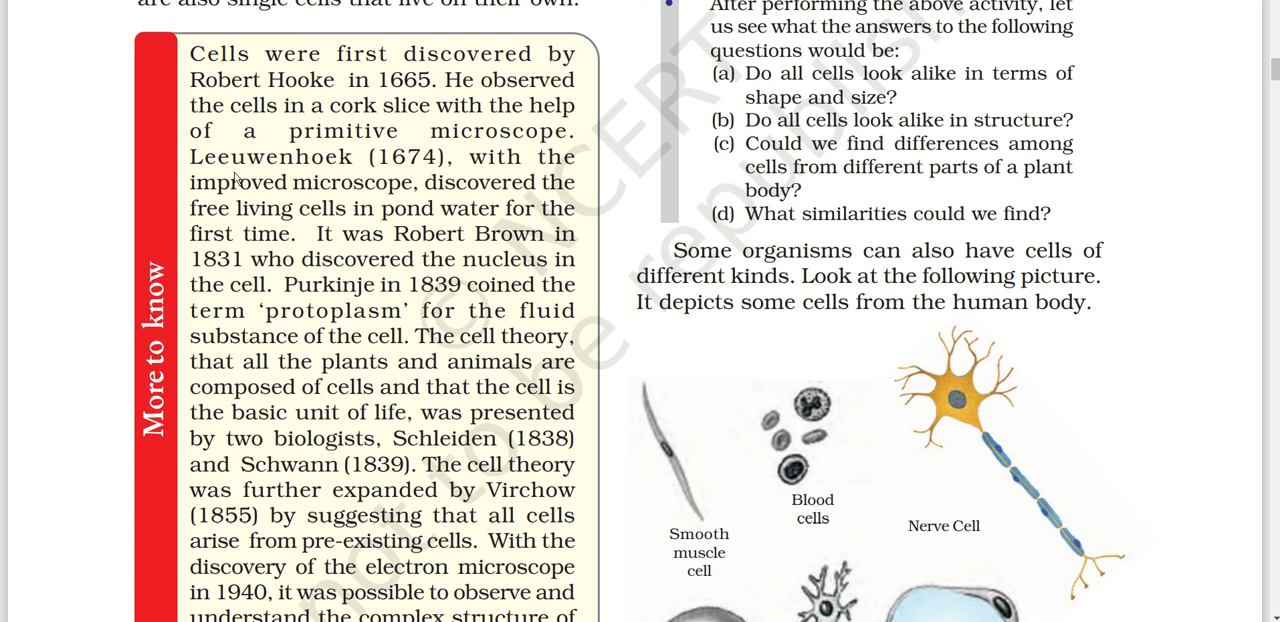 are also single cells that live on their own.
More to know
Cells were first discovered by
Robert Hooke in 1665. He observed
the cells in a cork slice with the help
of a primitive microscope.
Leeuwenhoek (1674), with the
improved microscope, discovered the
free living cells in pond water for the
first time. It was Robert Brown in
1831 who discovered the nucleus in
the cell. Purkinje in 1839 coined the
term ‘protoplasm’ for the fluid
substance of the cell. The cell theory,
that all the plants and animals are
composed of cells and that the cell is
the basic unit of life, was presented
by two biologists, Schleiden (1838)
and Schwann (1839). The cell theory
was further expanded by Virchow
(1855) by suggesting that all cells
arise from pre-existing cells. With the
discovery of the electron microscope
in 1940, it was possible to observe and
understand the complex structure of
• After performing the above activity, let
us see what the answers to the following
questions would be:
(a) Do all cells look alike in terms of
shape and size?
(b) Do all cells look alike in structure?
(c) Could we find differences among
cells from different parts of a plant
body?
(d) What similarities could we find?
Some organisms can also have cells of
different kinds. Look at the following picture.
It depicts some cells from the human body.
Smooth
muscle
cell
Blood
cells
Nerve Cell
© NCERT
not to be republish